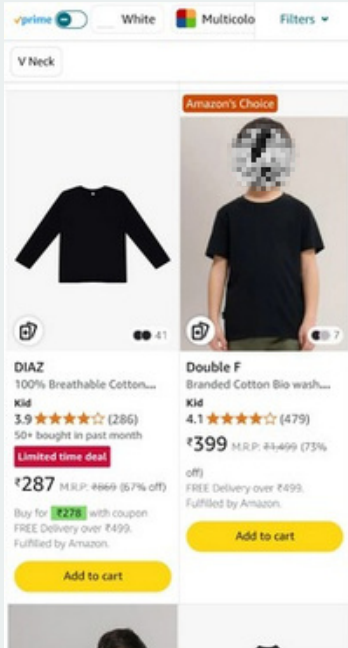 prime
White
Multicolo
Filters
V Neck
Amazon's Choice
41
7
DIAZ
100% Breathable Cotton...
Kid
3.9 (286)
50+ bought in past month
Limited time deal
₹287 M.R.P: ₹869 (67% off)
Buy for ₹278 with coupon
FREE Delivery over ₹499.
Fulfilled by Amazon.
Add to cart
Double F
Branded Cotton Bio wash...
Kid
4.1 (479)
₹399 M.R.P: ₹1,499 (73%
off)
FREE Delivery over ₹499.
Fulfilled by Amazon.
Add to cart